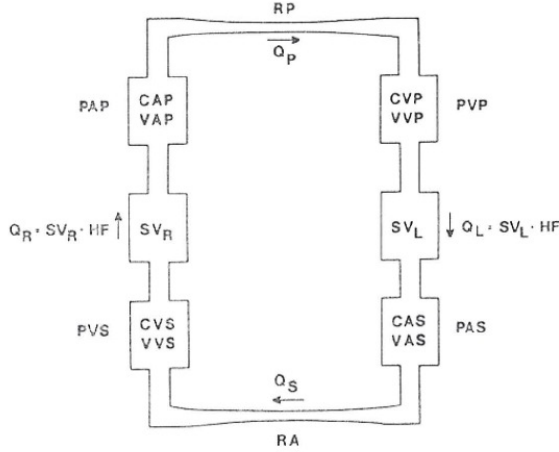 RP
Q_P
PAP
CAP
VAP
CVP
VVP
PVP
Q_R = SV_R · HF
SV_R
SV_L
Q_L = SV_L · HF
PVS
CVS
VVS
CAS
VAS
PAS
Q_S
RA